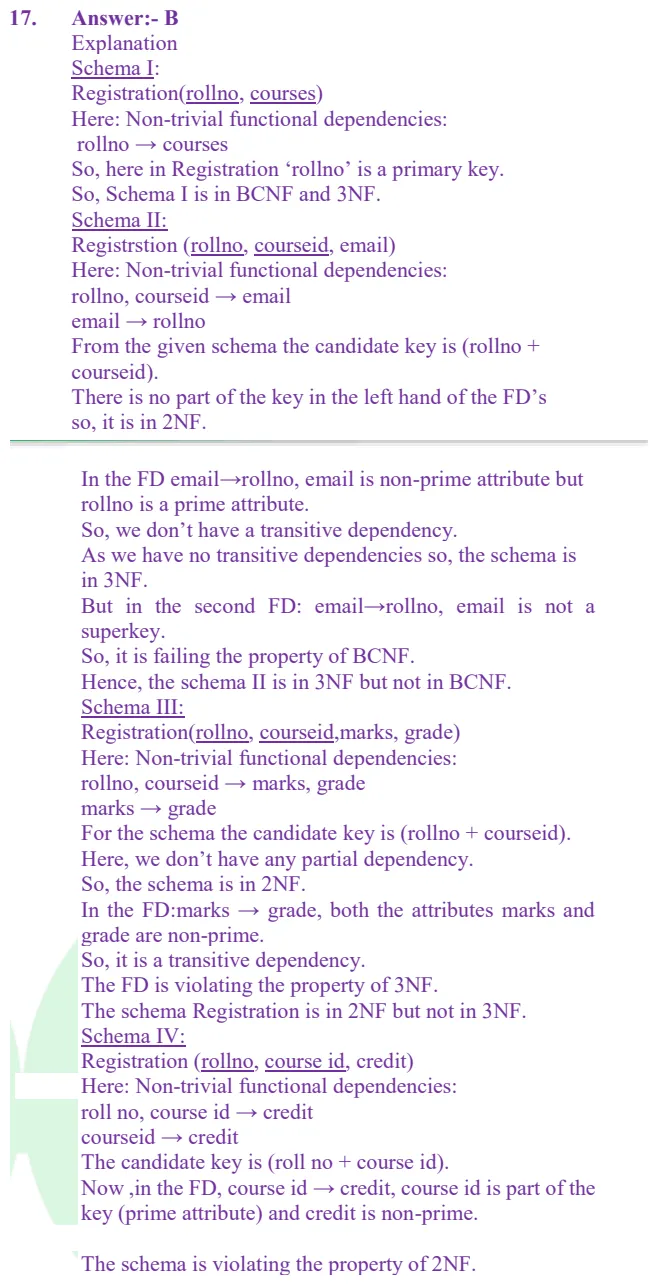 17. Answer:- B
Explanation
Schema I:
Registration(rollno, courses)
Here: Non-trivial functional dependencies:
rollno → courses
So, here in Registration ‘rollno’ is a primary key.
So, Schema I is in BCNF and 3NF.
Schema II:
Registrstion (rollno, courseid, email)
Here: Non-trivial functional dependencies:
rollno, courseid → email
email → rollno
From the given schema the candidate key is (rollno +
courseid).
There is no part of the key in the left hand of the FD’s
so, it is in 2NF.
In the FD email→rollno, email is non-prime attribute but
rollno is a prime attribute.
So, we don’t have a transitive dependency.
As we have no transitive dependencies so, the schema is
in 3NF.
But in the second FD: email→rollno, email is not a
superkey.
So, it is failing the property of BCNF.
Hence, the schema II is in 3NF but not in BCNF.
Schema III:
Registration(rollno, courseid,marks, grade)
Here: Non-trivial functional dependencies:
rollno, courseid → marks, grade
marks → grade
For the schema the candidate key is (rollno + courseid).
Here, we don’t have any partial dependency.
So, the schema is in 2NF.
In the FD:marks → grade, both the attributes marks and
grade are non-prime.
So, it is a transitive dependency.
The FD is violating the property of 3NF.
The schema Registration is in 2NF but not in 3NF.
Schema IV:
Registration (rollno, course id, credit)
Here: Non-trivial functional dependencies:
roll no, course id → credit
courseid → credit
The candidate key is (roll no + course id).
Now ,in the FD, course id → credit, course id is part of the
key (prime attribute) and credit is non-prime.
The schema is violating the property of 2NF.